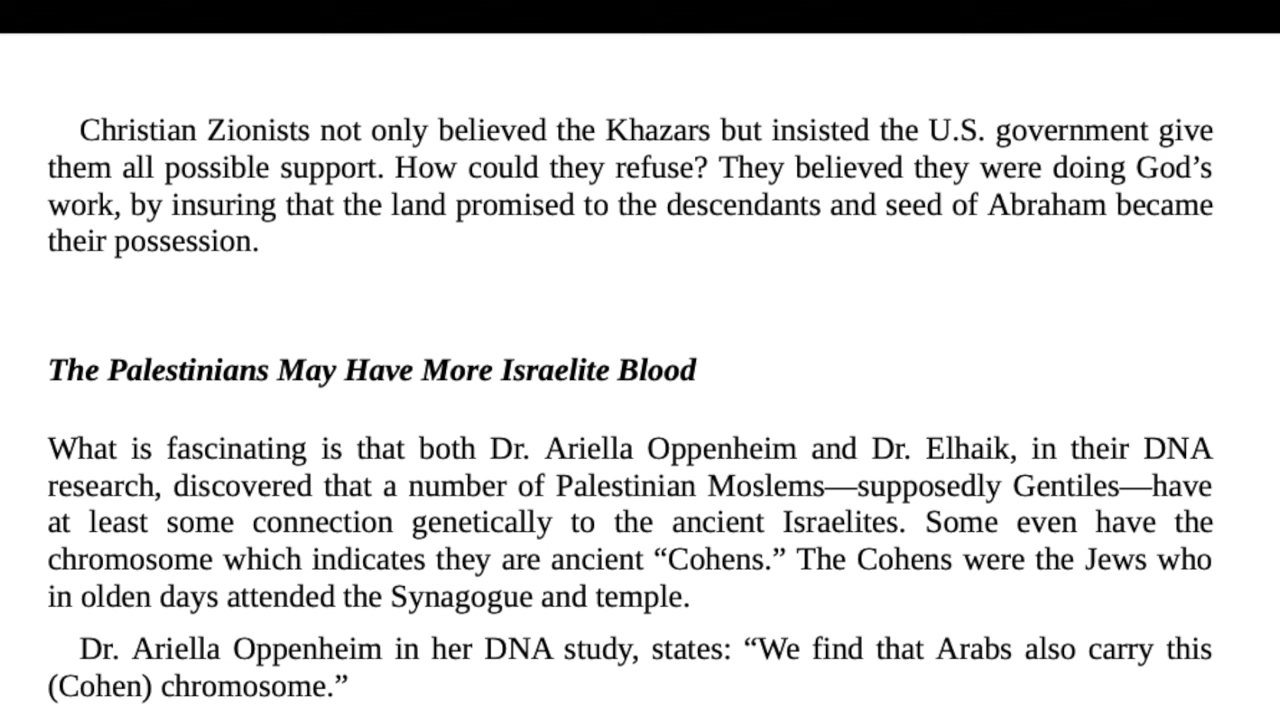 Christian Zionists not only believed the Khazars but insisted the U.S. government give
them all possible support. How could they refuse? They believed they were doing God’s
work, by insuring that the land promised to the descendants and seed of Abraham became
their possession.
The Palestinians May Have More Israelite Blood
What is fascinating is that both Dr. Ariella Oppenheim and Dr. Elhaik, in their DNA
research, discovered that a number of Palestinian Moslems—supposedly Gentiles—have
at least some connection genetically to the ancient Israelites. Some even have the
chromosome which indicates they are ancient “Cohens.” The Cohens were the Jews who
in olden days attended the Synagogue and temple.
Dr. Ariella Oppenheim in her DNA study, states: “We find that Arabs also carry this
(Cohen) chromosome.”